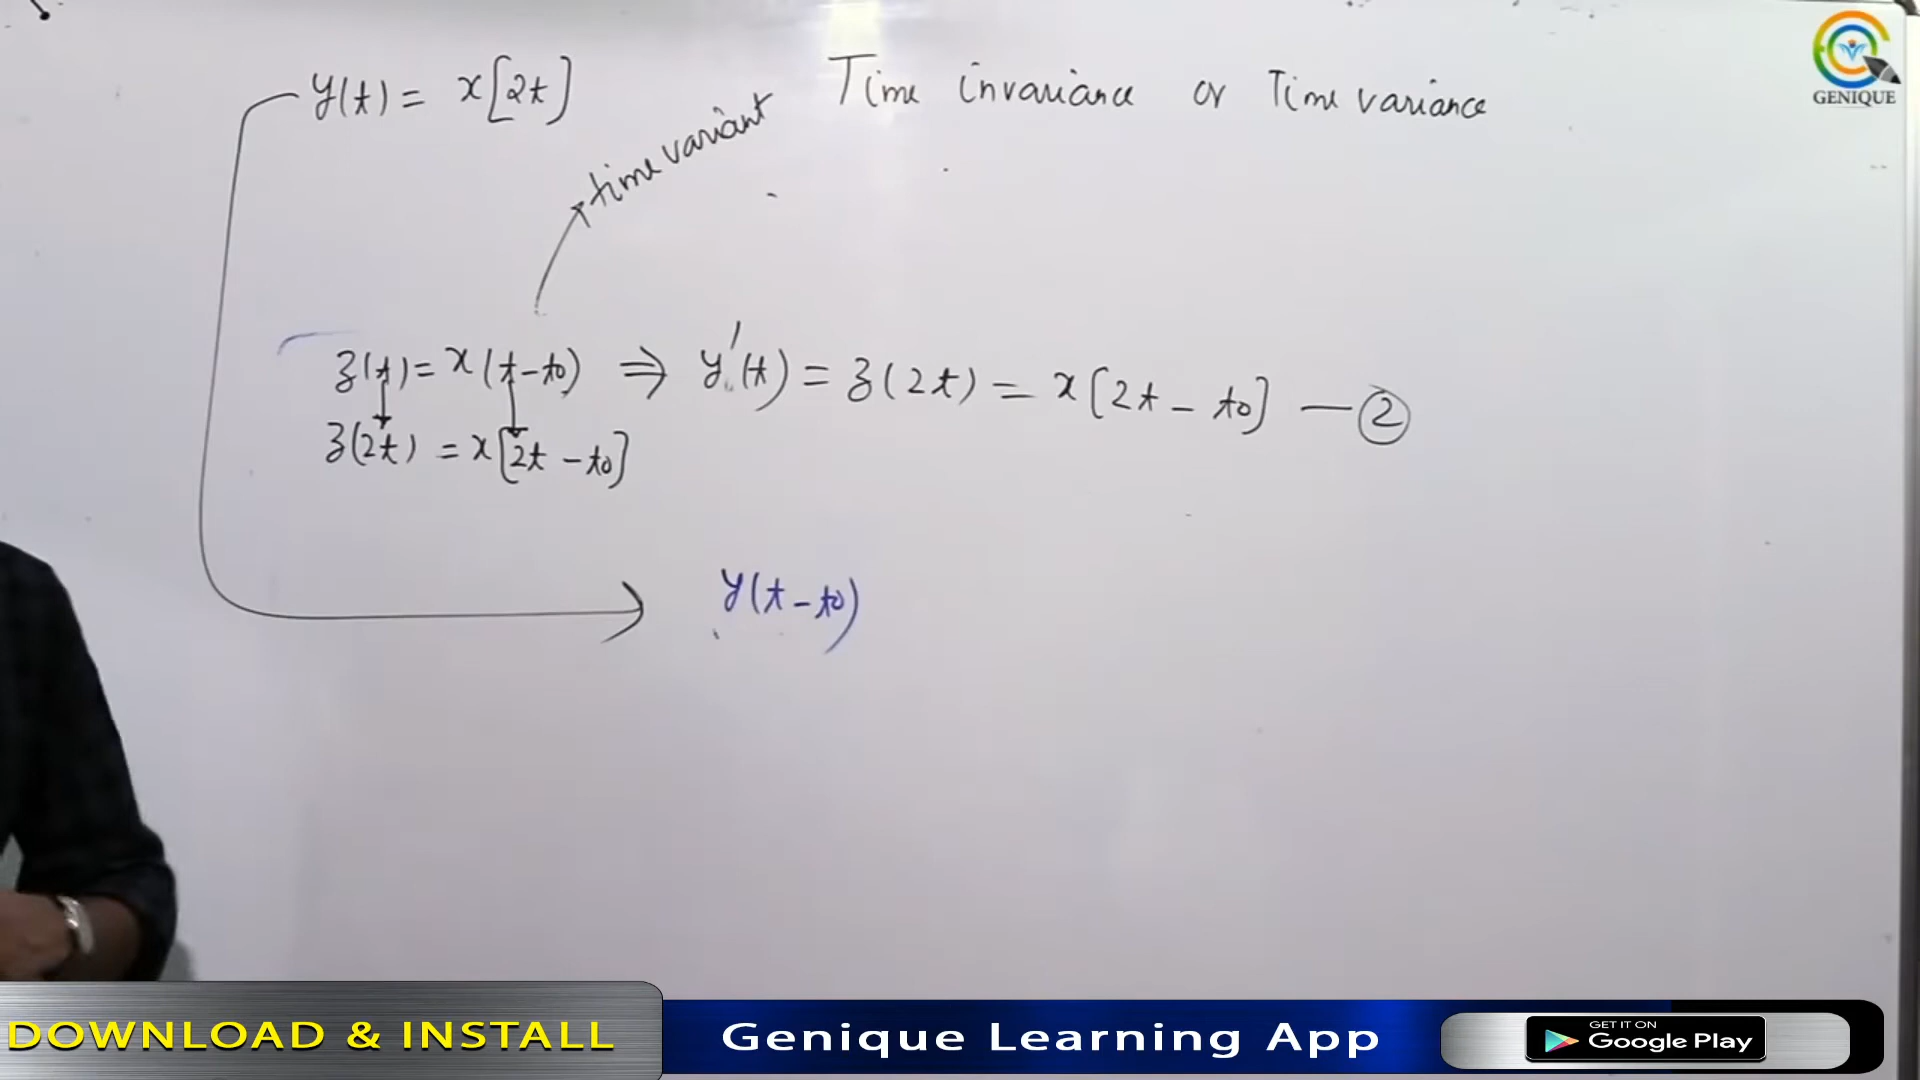 y(t) = x[2t]
Time invariance or Time variance
time variant
z(t) = x(t-t0) ⇒ y'(t) = z(2t) = x[2t - t0] — ②
z(2t) = x[2t - t0]
y(t-t0)
GENIQUE
DOWNLOAD & INSTALL
Genique Learning App
GET IT ON
Google Play